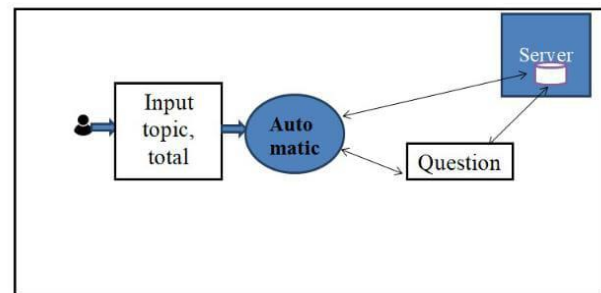 Input
topic,
total
Auto
matic
Server
Question